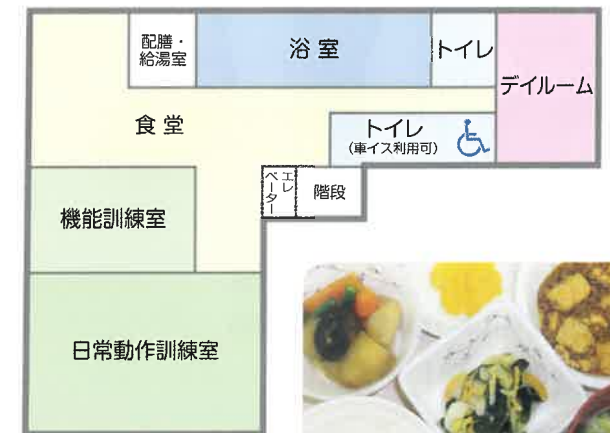 配膳・
給湯室
浴室
トイレ
デイルーム
食堂
トイレ
(車イス利用可)
エレ
ベーター
階段
機能訓練室
日常動作訓練室